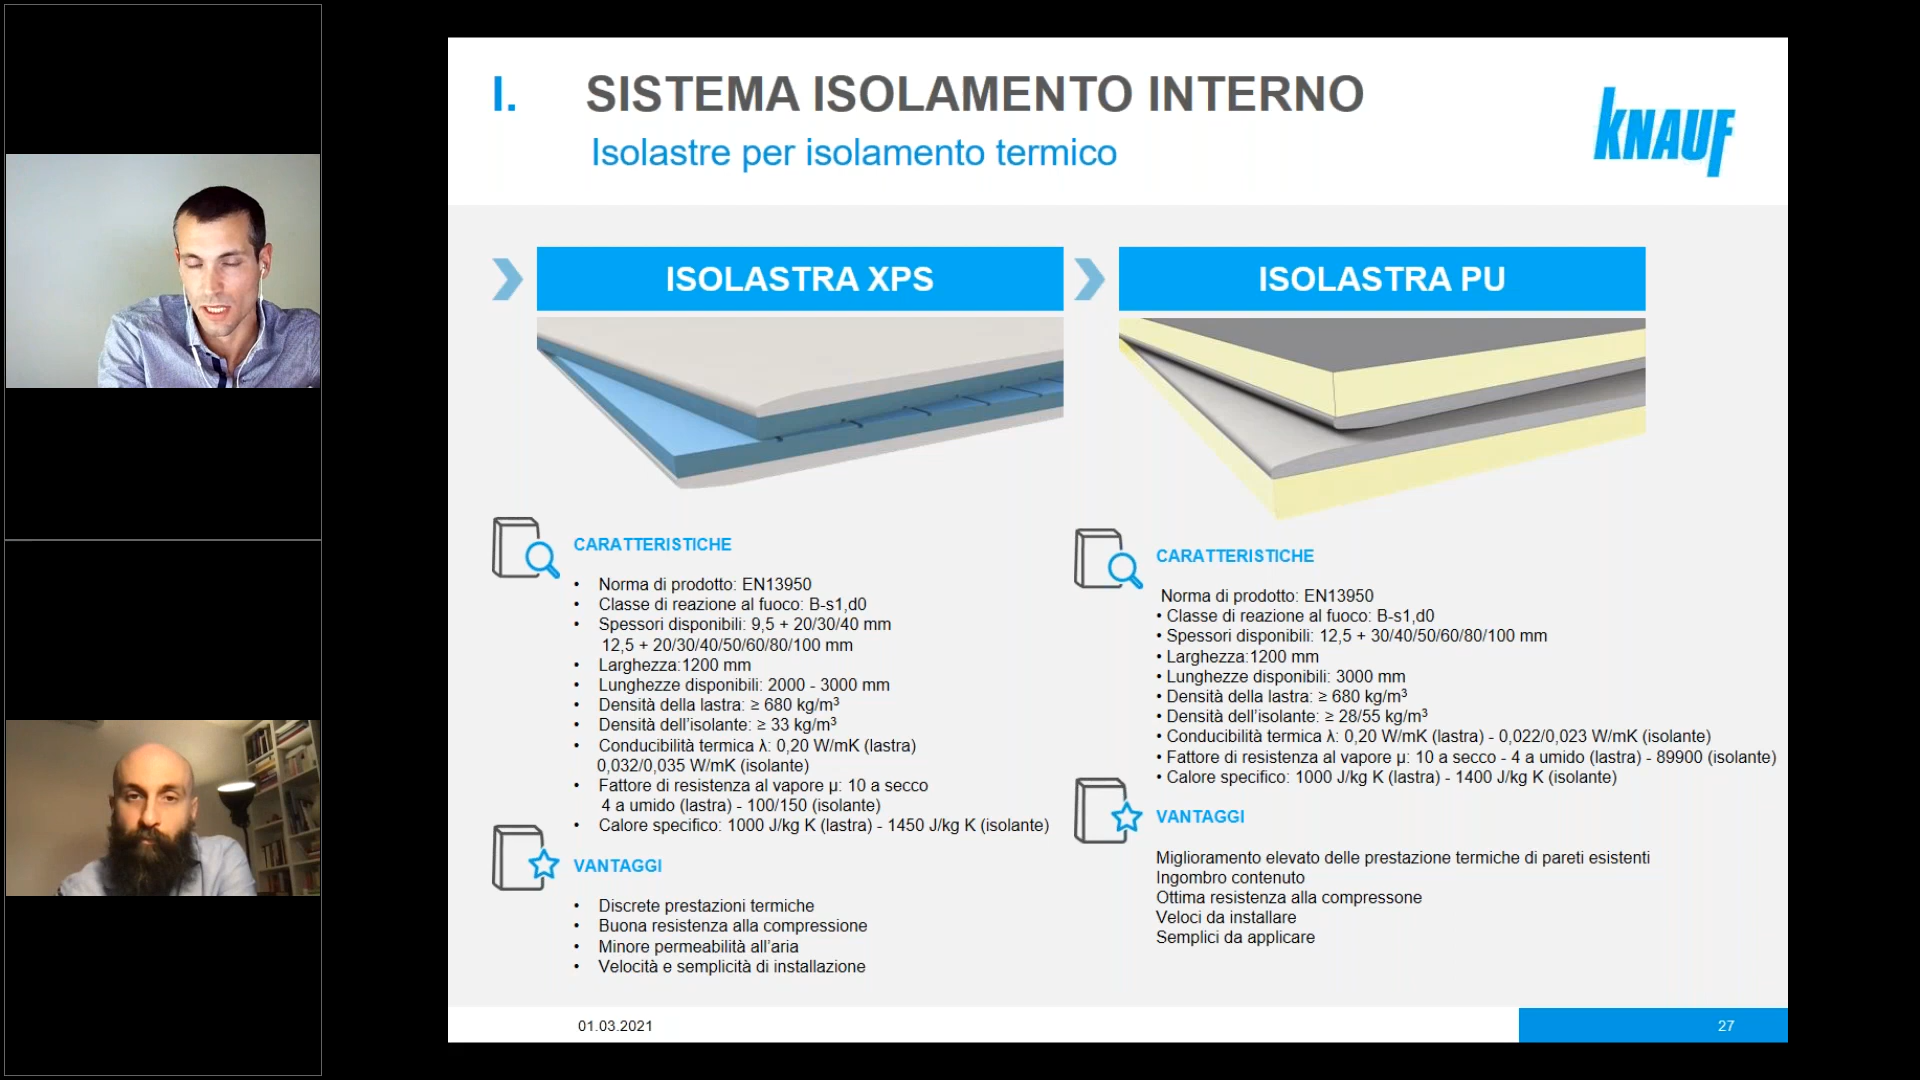 I. SISTEMA ISOLAMENTO INTERNO
Isolastre per isolamento termico
KNAUF
ISOLASTRA XPS
CARATTERISTICHE
• Norma di prodotto: EN13950
• Classe di reazione al fuoco: B-s1,d0
• Spessori disponibili: 9,5 + 20/30/40 mm
12,5 + 20/30/40/50/60/80/100 mm
• Larghezza:1200 mm
• Lunghezze disponibili: 2000 - 3000 mm
• Densità della lastra: ≥ 680 kg/m³
• Densità dell'isolante: ≥ 33 kg/m³
• Conducibilità termica λ: 0,20 W/mK (lastra)
0,032/0,035 W/mK (isolante)
• Fattore di resistenza al vapore µ: 10 a secco
4 a umido (lastra) - 100/150 (isolante)
• Calore specifico: 1000 J/kg K (lastra) - 1450 J/kg K (isolante)
VANTAGGI
• Discrete prestazioni termiche
• Buona resistenza alla compressione
• Minore permeabilità all'aria
• Velocità e semplicità di installazione
ISOLASTRA PU
CARATTERISTICHE
Norma di prodotto: EN13950
• Classe di reazione al fuoco: B-s1,d0
• Spessori disponibili: 12,5 + 30/40/50/60/80/100 mm
• Larghezza:1200 mm
• Lunghezze disponibili: 3000 mm
• Densità della lastra: ≥ 680 kg/m³
• Densità dell'isolante: ≥ 28/55 kg/m³
• Conducibilità termica λ: 0,20 W/mK (lastra) - 0,022/0,023 W/mK (isolante)
• Fattore di resistenza al vapore µ: 10 a secco - 4 a umido (lastra) - 89900 (isolante)
• Calore specifico: 1000 J/kg K (lastra) - 1400 J/kg K (isolante)
VANTAGGI
Miglioramento elevato delle prestazione termiche di pareti esistenti
Ingombro contenuto
Ottima resistenza alla compressone
Veloci da installare
Semplici da applicare
01.03.2021
27